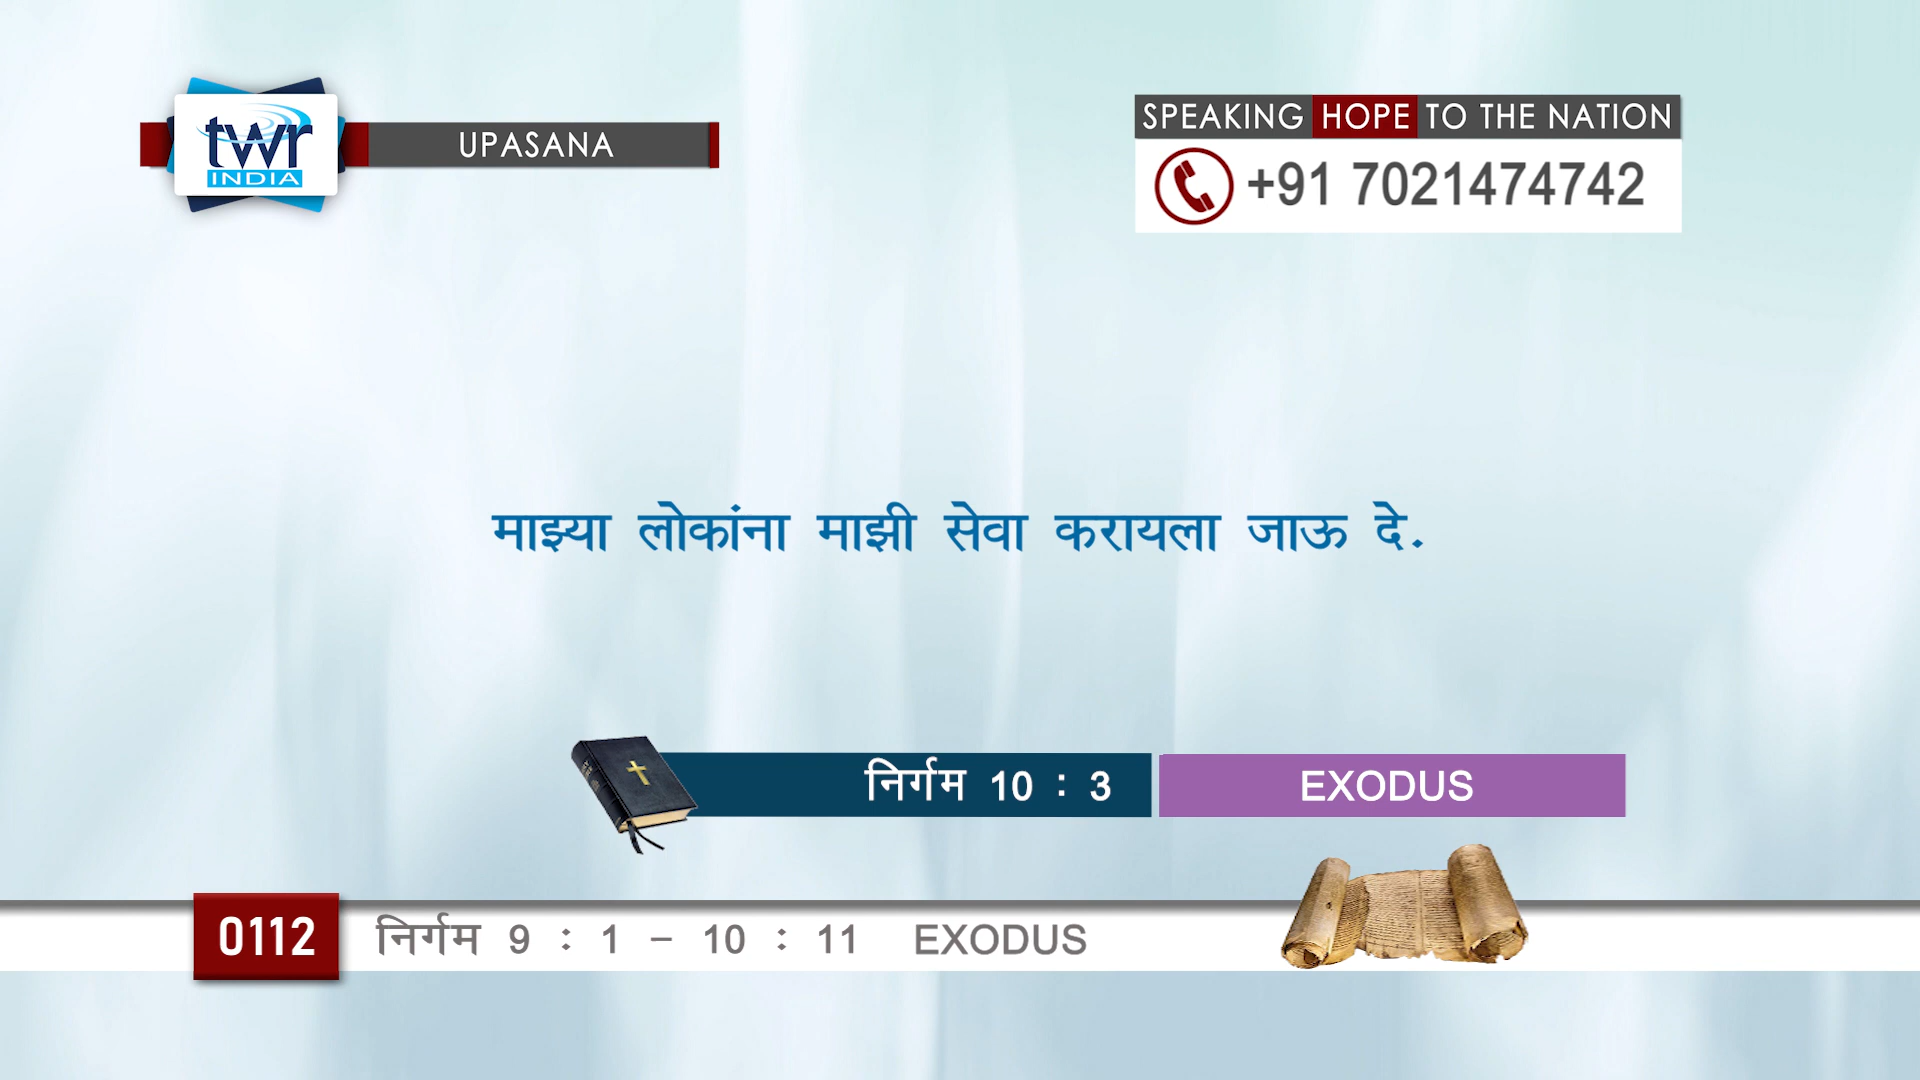 twr
INDIA
UPASANA
SPEAKING HOPE TO THE NATION
+91 7021474742
माझ्या लोकांना माझी सेवा करायला जाऊ दे.
निर्गम 10 : 3
EXODUS
0112
निर्गम 9 : 1 - 10 : 11 EXODUS